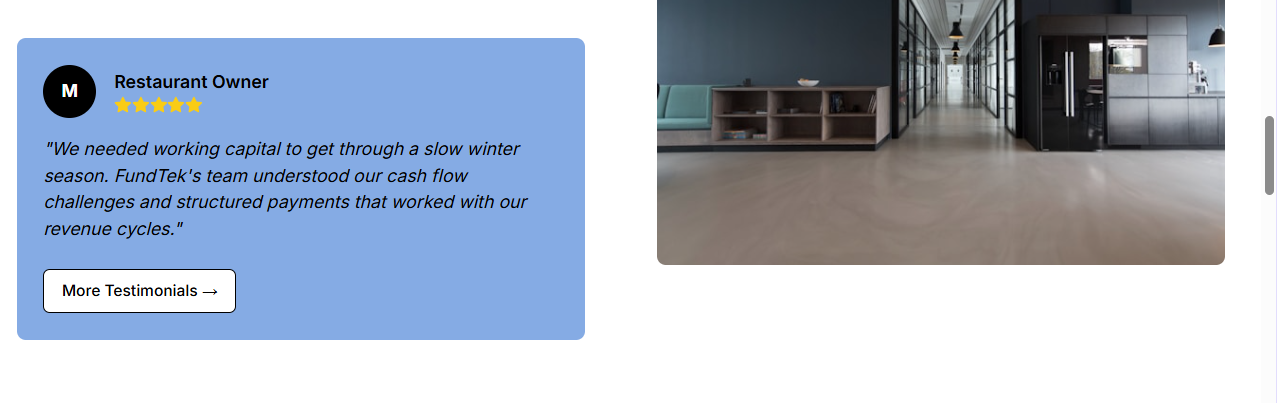 M
Restaurant Owner
"We needed working capital to get through a slow winter
season. FundTek's team understood our cash flow
challenges and structured payments that worked with our
revenue cycles."
More Testimonials →